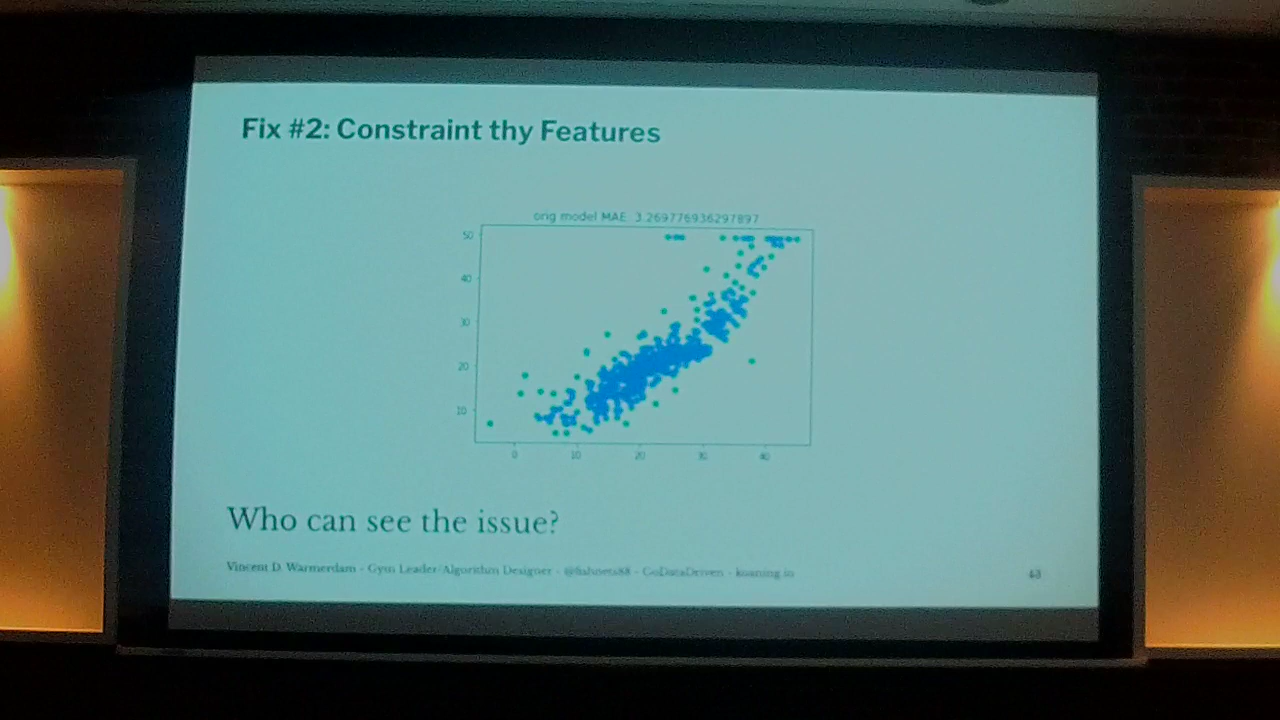 Fix #2: Constraint thy Features
orig model MAE 3.269776936297897
50
40
30
20
10
0 10 20 30 40
Who can see the issue?
Vincent D. Warmerdam - Gym Leader/Algorithm Designer - @fishnets88 - GoDataDriven - koaning.io